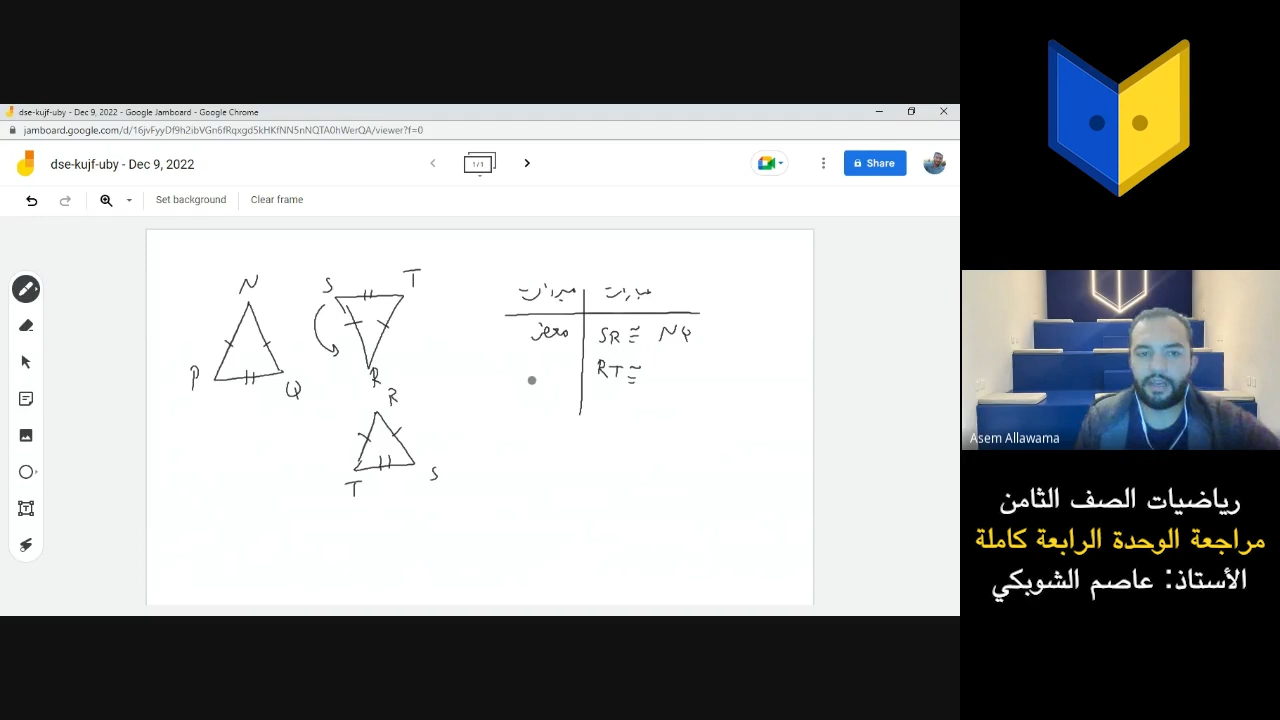 dse-kujf-uby - Dec 9, 2022 - Google Jamboard - Google Chrome
jamboard.google.com/d/16jvFyyDf9h2ibVGn6fRqxgd5kHKfNN5nNQTA0hWerQA/viewer?f=0
dse-kujf-uby - Dec 9, 2022
1/1
Share
Set background
Clear frame
N
P
Q
S
T
R
R
T
S
مبررات
عبارات
معطى
SR ≅ NQ
RT ≅
Asem Allawama
رياضيات الصف الثامن
مراجعة الوحدة الرابعة كاملة
الأستاذ: عاصم الشوبكي